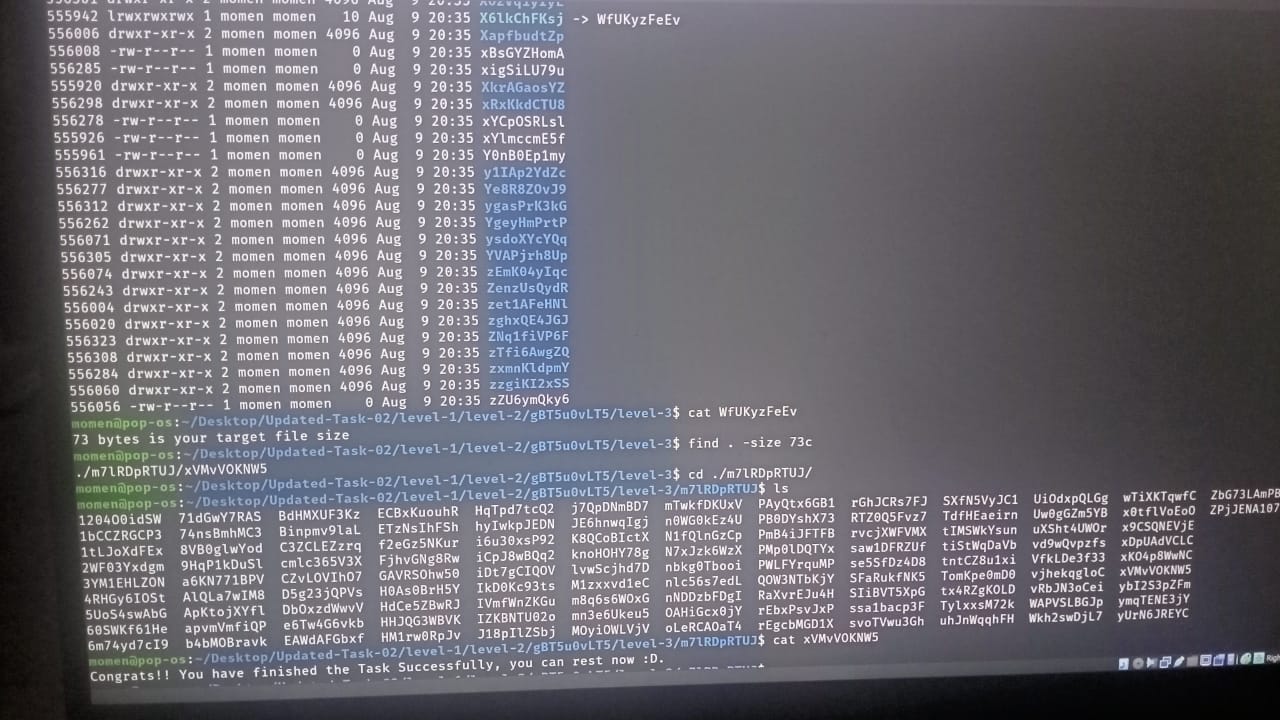 555942 lrwxrwxrwx 1 momen momen 10 Aug 9 20:35 X6lkChFKsj -> WfUKyzFeEv
556006 drwxr-xr-x 2 momen momen 4096 Aug 9 20:35 XapfbudtZp
556008 -rw-r--r-- 1 momen momen 0 Aug 9 20:35 xBsGYZHomA
556285 -rw-r--r-- 1 momen momen 0 Aug 9 20:35 xigSiLU79u
555920 drwxr-xr-x 2 momen momen 4096 Aug 9 20:35 XkrAGaosYZ
556298 drwxr-xr-x 2 momen momen 4096 Aug 9 20:35 xRxKkdCTU8
556278 -rw-r--r-- 1 momen momen 0 Aug 9 20:35 xYCpOSRLsl
555926 -rw-r--r-- 1 momen momen 0 Aug 9 20:35 xYlmccmE5f
555961 -rw-r--r-- 1 momen momen 0 Aug 9 20:35 Y0nB0Ep1my
556316 drwxr-xr-x 2 momen momen 4096 Aug 9 20:35 y1IAp2YdZc
556277 drwxr-xr-x 2 momen momen 4096 Aug 9 20:35 Ye8R8ZOvJ9
556312 drwxr-xr-x 2 momen momen 4096 Aug 9 20:35 ygasPrK3kG
556262 drwxr-xr-x 2 momen momen 4096 Aug 9 20:35 YgeyHmPrtP
556071 drwxr-xr-x 2 momen momen 4096 Aug 9 20:35 ysdoXYcYQq
556305 drwxr-xr-x 2 momen momen 4096 Aug 9 20:35 YVAPjrh8Up
556074 drwxr-xr-x 2 momen momen 4096 Aug 9 20:35 zEmK04yIqc
556243 drwxr-xr-x 2 momen momen 4096 Aug 9 20:35 ZenzUsQydR
556004 drwxr-xr-x 2 momen momen 4096 Aug 9 20:35 zet1AFeHNl
556020 drwxr-xr-x 2 momen momen 4096 Aug 9 20:35 zghxQE4JGJ
556323 drwxr-xr-x 2 momen momen 4096 Aug 9 20:35 ZNq1fiVP6F
556308 drwxr-xr-x 2 momen momen 4096 Aug 9 20:35 zTfi6AwgZQ
556284 drwxr-xr-x 2 momen momen 4096 Aug 9 20:35 zxmnKldpmY
556060 drwxr-xr-x 2 momen momen 4096 Aug 9 20:35 zzgiKI2xSS
556056 -rw-r--r-- 1 momen momen 0 Aug 9 20:35 zZU6ymQky6
momen@pop-os:~/Desktop/Updated-Task-02/level-1/level-2/gBT5u0vLT5/level-3$ cat WfUKyzFeEv
73 bytes is your target file size
momen@pop-os:~/Desktop/Updated-Task-02/level-1/level-2/gBT5u0vLT5/level-3$ find . -size 73c
./m7lRDpRTUJ/xVMvVOKNW5
momen@pop-os:~/Desktop/Updated-Task-02/level-1/level-2/gBT5u0vLT5/level-3$ cd ./m7lRDpRTUJ/
momen@pop-os:~/Desktop/Updated-Task-02/level-1/level-2/gBT5u0vLT5/level-3/m7lRDpRTUJ$ ls
1204O0idSW 71dGwY7RAS BdHMXUF3Kz ECBxKuouhR HqTpd7tcQ2 j7QpDNmBD7 mTwkfDKUxV PAyQtx6GB1 rGhJCRs7FJ SXfN5VyJC1 UiOdxpQLGg wTiXKTqwfC ZbG73LAmPB
1bCCZRGCP3 74nsBmhMC3 Binpmv9laL ETzNsIhFSh hyIwkpJEDN JE6hnwqIgj n0WG0kEz4U PB0DYshX73 RTZ0Q5Fvz7 TdfHEaeirn Uw0gGZm5YB x0tflVoEoO ZPjJENA107
1tLJoXdFEx 8VB0glwYod C3ZCLEZzrq f2eGz5NKur i6u30xsP92 K8QCoBIctX N1fQlnGzCp PmB4iJFTFB rvcjXWFVMX tIMSWkYsun uXSht4UWOr x9CSQNEVjE
2WF03Yxdgm 9HqP1kDuSl cmlc365V3X FjhvGNg8Rw iCpJ8wBQq2 knoHOHY78g N7xJzk6WzX PMp0lDQTYx saw1DFRZUf tiStWqDaVb vd9wQvpzfs xDpUAdVC2L
3YM1EHLZON a6KN771BPV CZvLOVIhO7 GAVRSOhw50 iDt7gCIQOV lvwScjhd7D nbkg0Tbooi PWLFYrquMP se5SfDz4D8 tntCZ8u1xi VfkLDe3f33 xKO4p8WwNC
4RHGy6IOSt AlQLa7wIM8 D5g23jQPVs H0As0BrH5Y IkD0Kc93ts M1zxxvd1eC nlc56s7edL QOW3NTbKjY SFaRukfNK5 TomKpe0mD0 vjhekqgloC xVMvVOKNW5
5UoS4swAbG ApKtojXYfl DbOxzdWwvV HdCe5ZBwRJ IVmfWnZKGu m8q6s6WOxG nNDDzbFDgI RaXvrEJu4H SIiBVT5XpG tx4RZgKOLD vRbJN3oCei ybI2S3pZFm
60SWKf61He apvmVmfiQP e6Tw4G6vkb HHJQG3WBVK IZKBNTU02o mn3e6Ukeu5 OAHiGcx0jY rEbxPsvJxP ssa1bacp3F TylxxsM72k WAPVSLBGJp ymqTENE3jY
6m74yd7cI9 b4bMOBravk EAWdAFGbxf HM1rw0RpJv J18pIlZSbj MOyiOWLVjV oLeRCAOaT4 rEgcbMGD1X svoTVwu3Gh uhJnWqqhFH Wkh2swDjL7 yUrN6JREYC
momen@pop-os:~/Desktop/Updated-Task-02/level-1/level-2/gBT5u0vLT5/level-3/m7lRDpRTUJ$ cat xVMvVOKNW5
Congrats!! You have finished the Task Successfully, you can rest now :D.